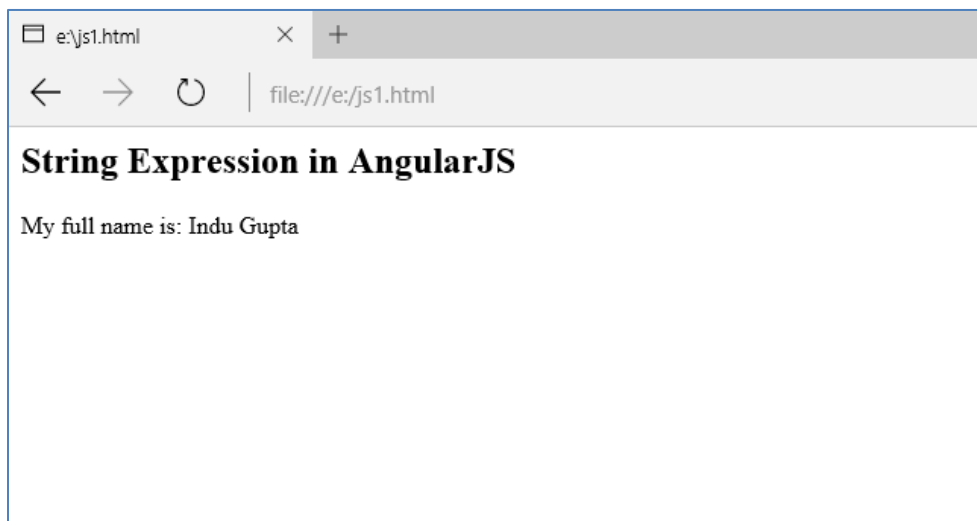 e:\js1.html
file:///e:/js1.html
String Expression in AngularJS
My full name is: Indu Gupta